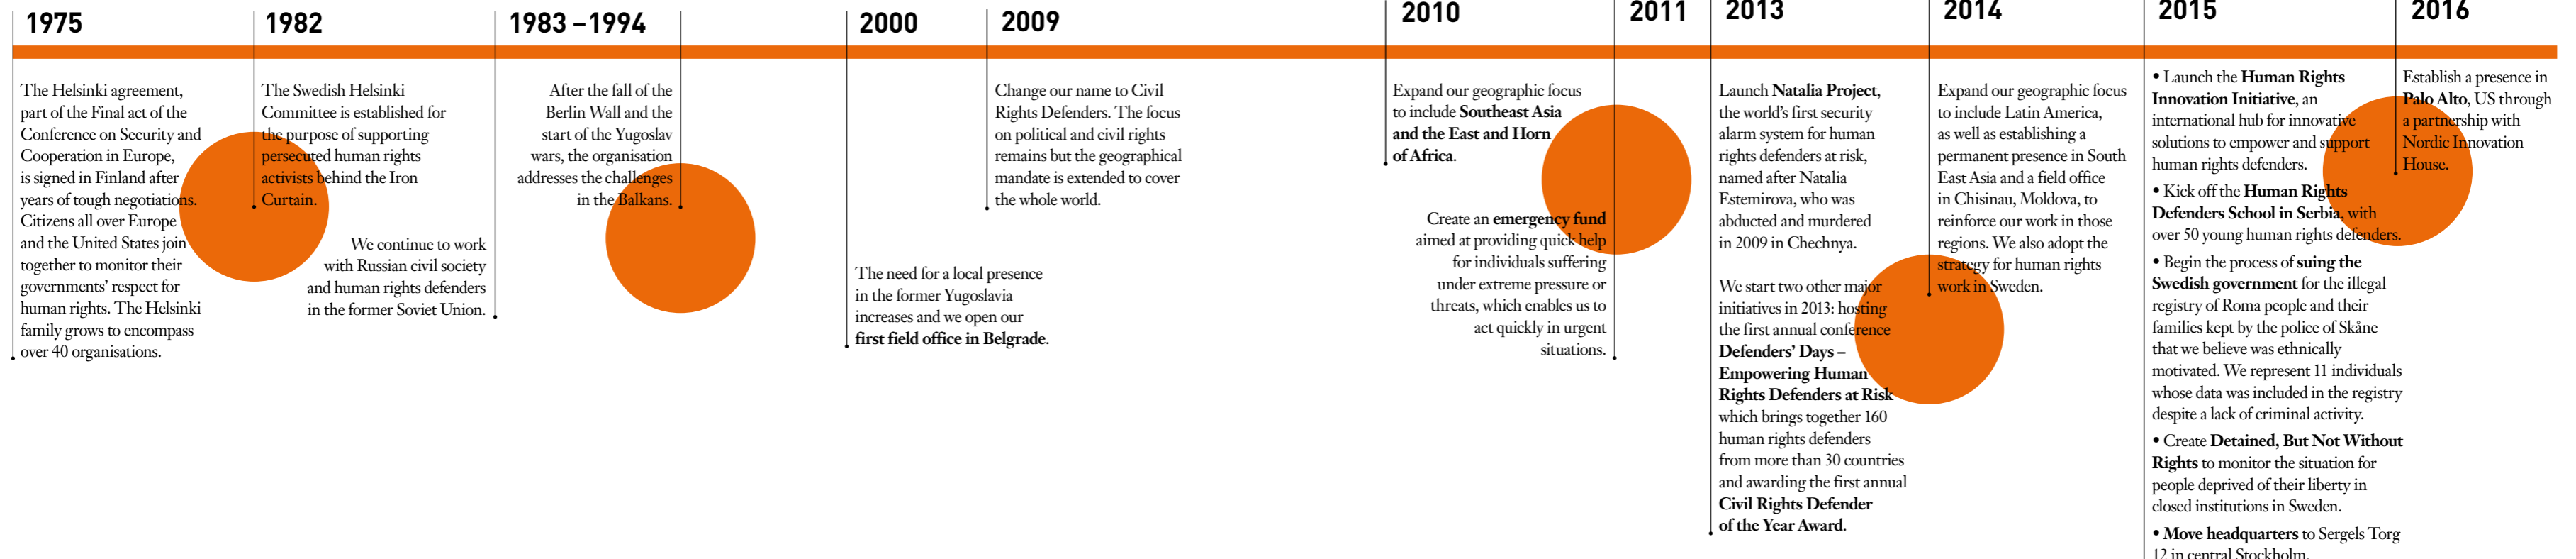 1975
The Helsinki agreement,
part of the Final act of the
Conference on Security and
Cooperation in Europe,
is signed in Finland after
years of tough negotiations.
Citizens all over Europe
and the United States join
together to monitor their
governments’ respect for
human rights. The Helsinki
family grows to encompass
over 40 organisations.
1982
The Swedish Helsinki
Committee is established for
the purpose of supporting
persecuted human rights
activists behind the Iron
Curtain.
We continue to work
with Russian civil society
and human rights defenders
in the former Soviet Union.
1983 – 1994
After the fall of the
Berlin Wall and the
start of the Yugoslav
wars, the organisation
addresses the challenges
in the Balkans.
2000
The need for a local presence
in the former Yugoslavia
increases and we open our
first field office in Belgrade.
2009
Change our name to Civil
Rights Defenders. The focus
on political and civil rights
remains but the geographical
mandate is extended to cover
the whole world.
2010
Expand our geographic focus
to include Southeast Asia
and the East and Horn
of Africa.
2011
Create an emergency fund
aimed at providing quick help
for individuals suffering
under extreme pressure or
threats, which enables us to
act quickly in urgent
situations.
2013
Launch Natalia Project,
the world’s first security
alarm system for human
rights defenders at risk,
named after Natalia
Estemirova, who was
abducted and murdered
in 2009 in Chechnya.
We start two other major
initiatives in 2013: hosting
the first annual conference
Defenders’ Days –
Empowering Human
Rights Defenders at Risk
which brings together 160
human rights defenders
from more than 30 countries
and awarding the first annual
Civil Rights Defender
of the Year Award.
2014
Expand our geographic focus
to include Latin America,
as well as establishing a
permanent presence in South
East Asia and a field office
in Chisinau, Moldova, to
reinforce our work in those
regions. We also adopt the
strategy for human rights
work in Sweden.
2015
• Launch the Human Rights
Innovation Initiative, an
international hub for innovative
solutions to empower and support
human rights defenders.
• Kick off the Human Rights
Defenders School in Serbia, with
over 50 young human rights defenders.
• Begin the process of suing the
Swedish government for the illegal
registry of Roma people and their
families kept by the police of Skåne
that we believe was ethnically
motivated. We represent 11 individuals
whose data was included in the registry
despite a lack of criminal activity.
• Create Detained, But Not Without
Rights to monitor the situation for
people deprived of their liberty in
closed institutions in Sweden.
• Move headquarters to Sergels Torg
12 in central Stockholm.
2016
Establish a presence in
Palo Alto, US through
a partnership with
Nordic Innovation
House.